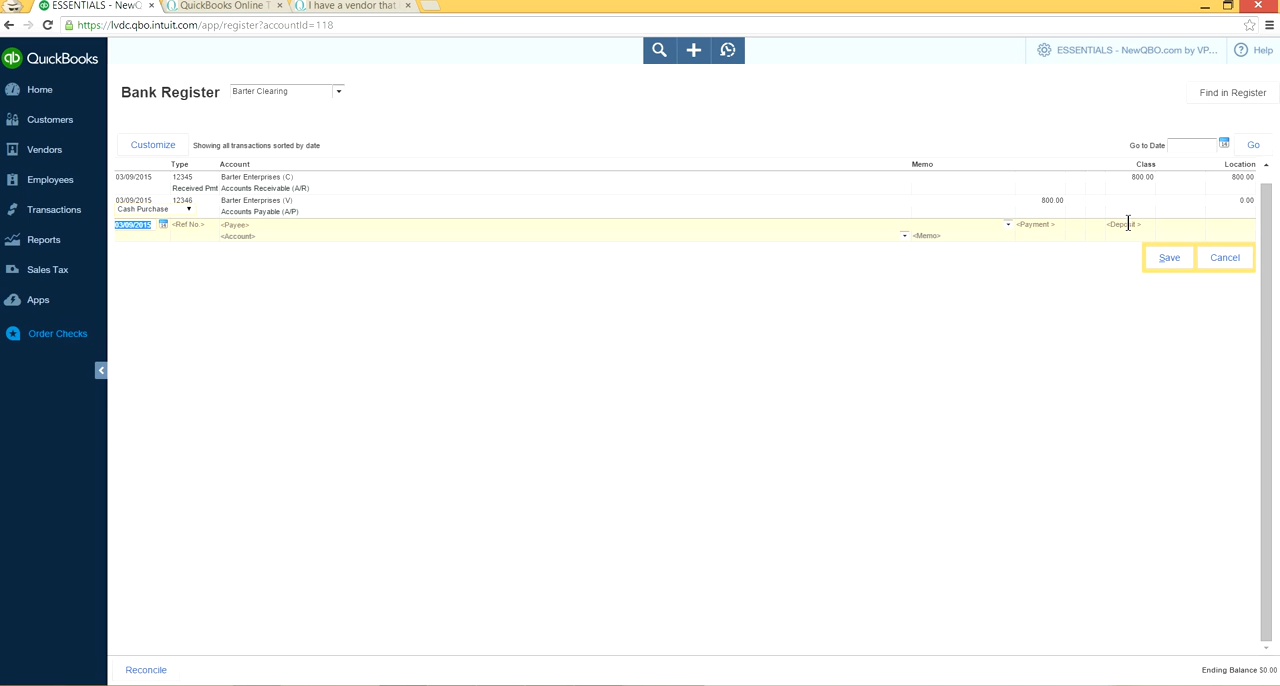 ESSENTIALS - NewQ
QuickBooks Online T
I have a vendor that
https://lvdc.qbo.intuit.com/app/register?accountId=118
qb QuickBooks
ESSENTIALS - NewQBO.com by VP...
? Help
Home
Customers
Vendors
Employees
Transactions
Reports
Sales Tax
Apps
Order Checks
Bank Register
Barter Clearing
Find in Register
Customize
Showing all transactions sorted by date
Go to Date
14
Go
Type Account Memo Class Location
03/09/2015 12345 Barter Enterprises (C) 800.00 800.00
Received Pmt Accounts Receivable (A/R)
03/09/2015 12346 Barter Enterprises (V) 800.00 0.00
Cash Purchase Accounts Payable (A/P)
03/09/2015 14 <Ref No.> <Payee> <Payment > <Deposit >
<Account> <Memo>
Save Cancel
Reconcile
Ending Balance $0.00